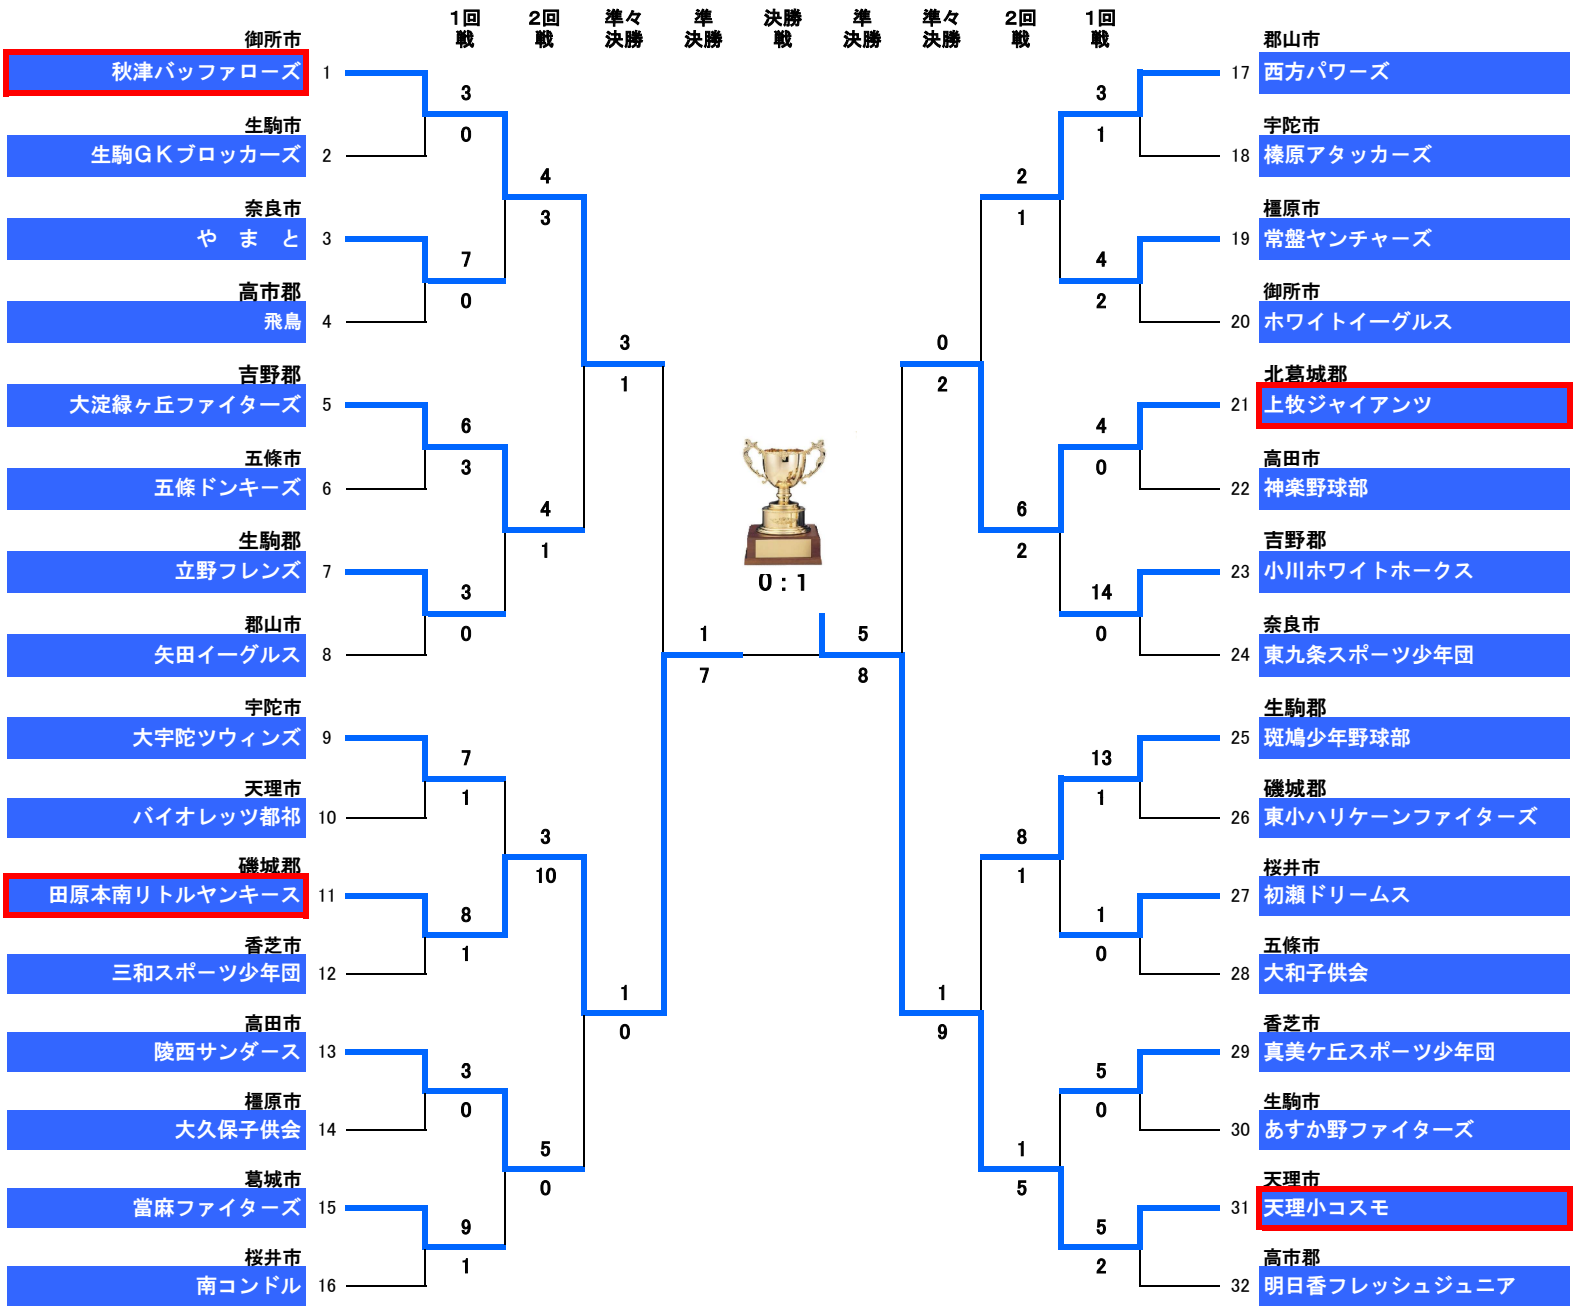 1回戦 2回戦 準々決勝 準決勝 決勝戦 準決勝 準々決勝 2回戦 1回戦
御所市
秋津バッファローズ 1
3
0
生駒市
生駒GKブロッカーズ 2
4
3
奈良市
や ま と 3
7
0
高市郡
飛鳥 4
3
1
吉野郡
大淀緑ヶ丘ファイターズ 5
6
3
五條市
五條ドンキーズ 6
4
1
生駒郡
立野フレンズ 7
3
0
郡山市
矢田イーグルス 8
1
7
宇陀市
大宇陀ツウィンズ 9
7
1
天理市
バイオレッツ都祁 10
3
10
磯城郡
田原本南リトルヤンキース 11
8
1
香芝市
三和スポーツ少年団 12
1
0
高田市
陵西サンダース 13
3
0
橿原市
大久保子供会 14
5
0
葛城市
當麻ファイターズ 15
9
1
桜井市
南コンドル 16
0：1
郡山市
17 西方パワーズ
3
1
宇陀市
18 榛原アタッカーズ
2
1
橿原市
19 常盤ヤンチャーズ
4
2
御所市
20 ホワイトイーグルス
0
2
北葛城郡
21 上牧ジャイアンツ
4
0
高田市
22 神楽野球部
6
2
吉野郡
23 小川ホワイトホークス
14
0
奈良市
24 東九条スポーツ少年団
5
8
生駒郡
25 斑鳩少年野球部
13
1
磯城郡
26 東小ハリケーンファイターズ
8
1
桜井市
27 初瀬ドリームス
1
0
五條市
28 大和子供会
1
9
香芝市
29 真美ケ丘スポーツ少年団
5
0
生駒市
30 あすか野ファイターズ
1
5
天理市
31 天理小コスモ
5
2
高市郡
32 明日香フレッシュジュニア